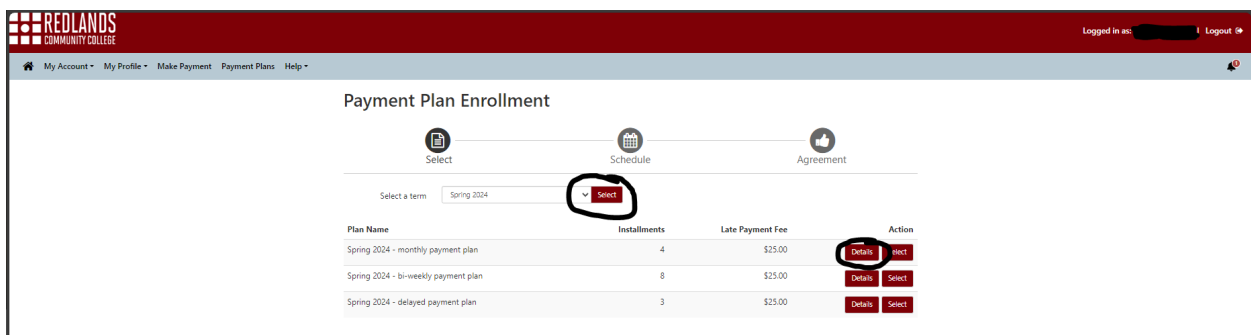 REDLANDS
COMMUNITY COLLEGE
Logged in as: Logout
My Account My Profile Make Payment Payment Plans Help
Payment Plan Enrollment
Select Schedule Agreement
Select a term Spring 2024 Select
Plan Name Installments Late Payment Fee Action
Spring 2024 - monthly payment plan 4 $25.00 Details elect
Spring 2024 - bi-weekly payment plan 8 $25.00 Details Select
Spring 2024 - delayed payment plan 3 $25.00 Details Select